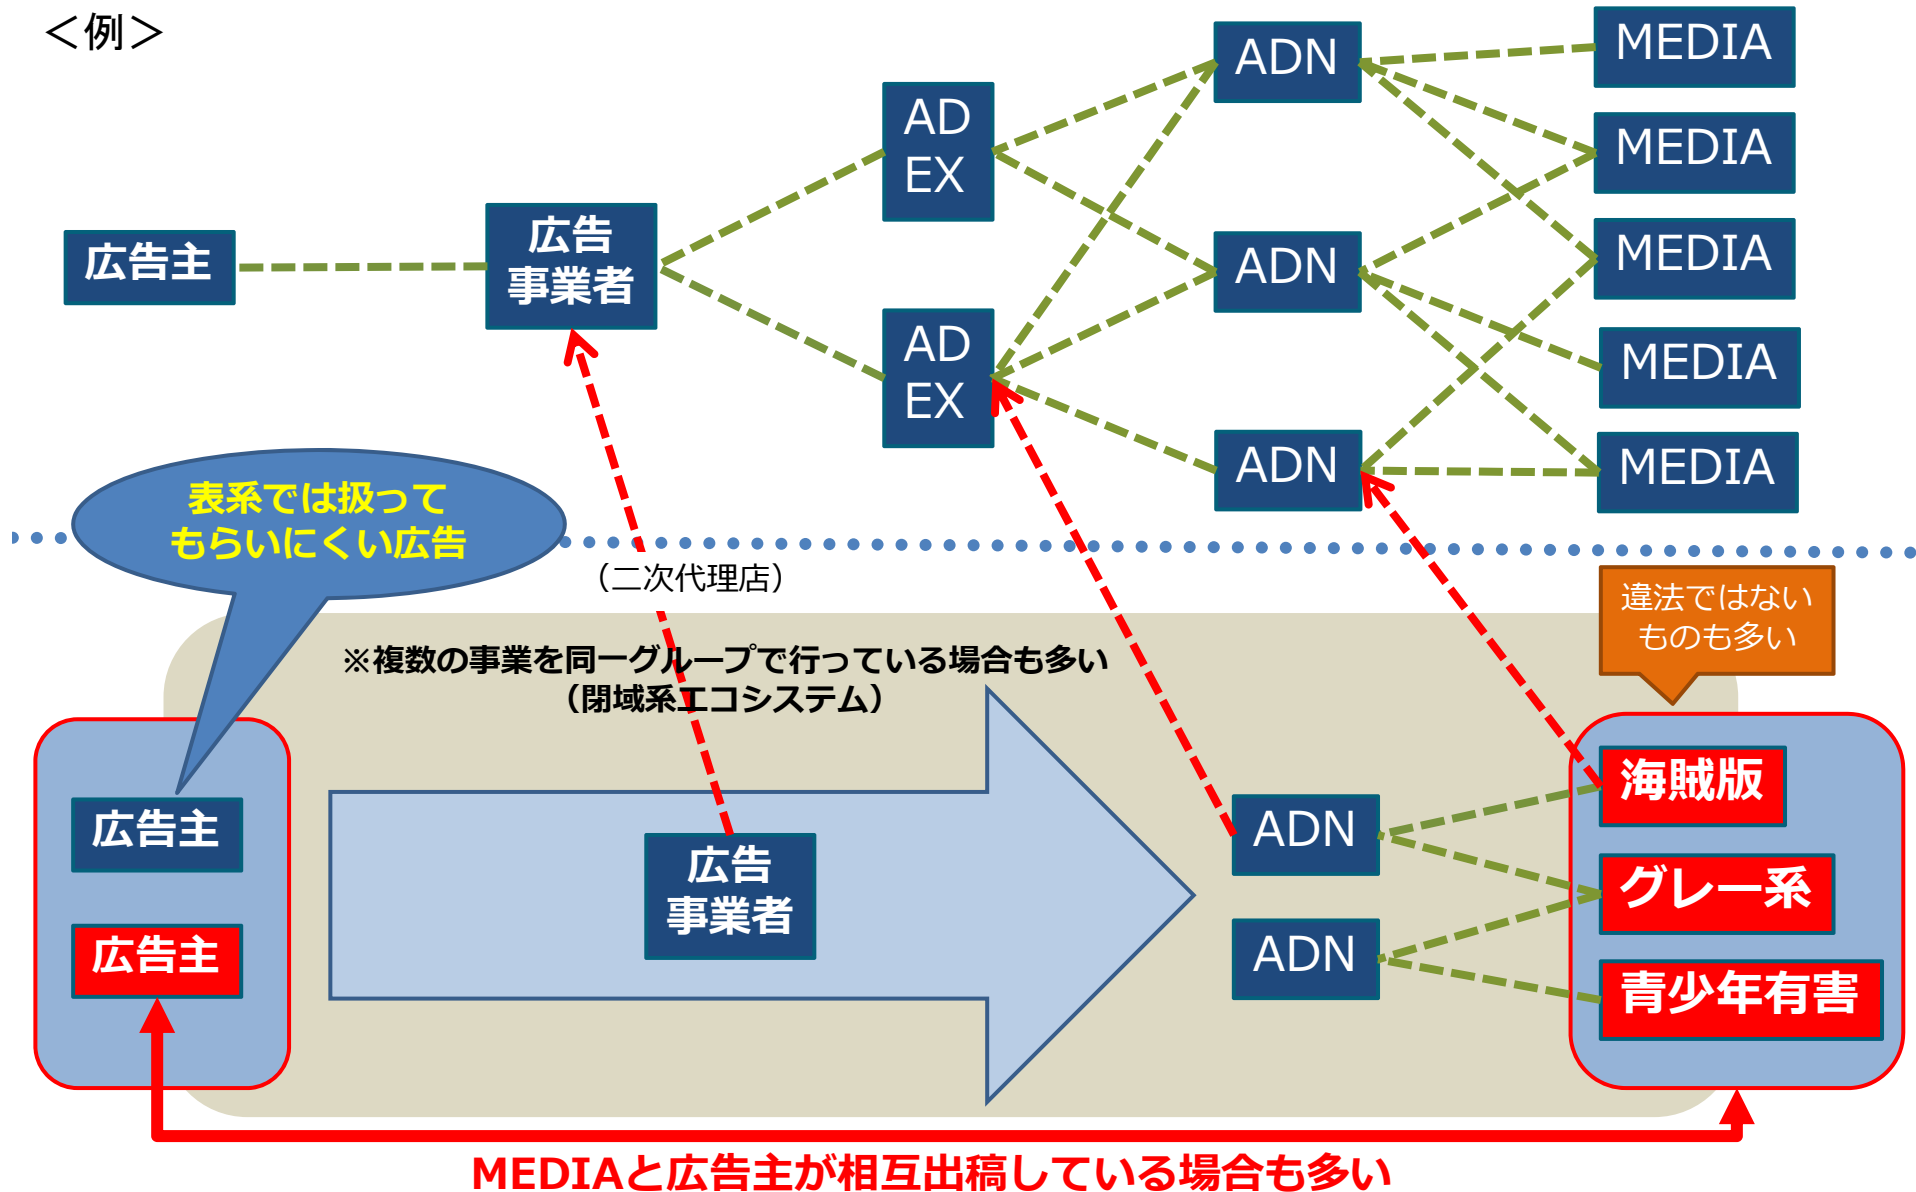 ＜例＞
広告主
広告
事業者
AD
EX
AD
EX
ADN
ADN
ADN
MEDIA
MEDIA
MEDIA
MEDIA
MEDIA
表系では扱って
もらいにくい広告
（二次代理店）
違法ではない
ものも多い
※複数の事業を同一グループで行っている場合も多い
（閉域系エコシステム）
広告主
広告主
広告
事業者
ADN
ADN
海賊版
グレー系
青少年有害
MEDIAと広告主が相互出稿している場合も多い